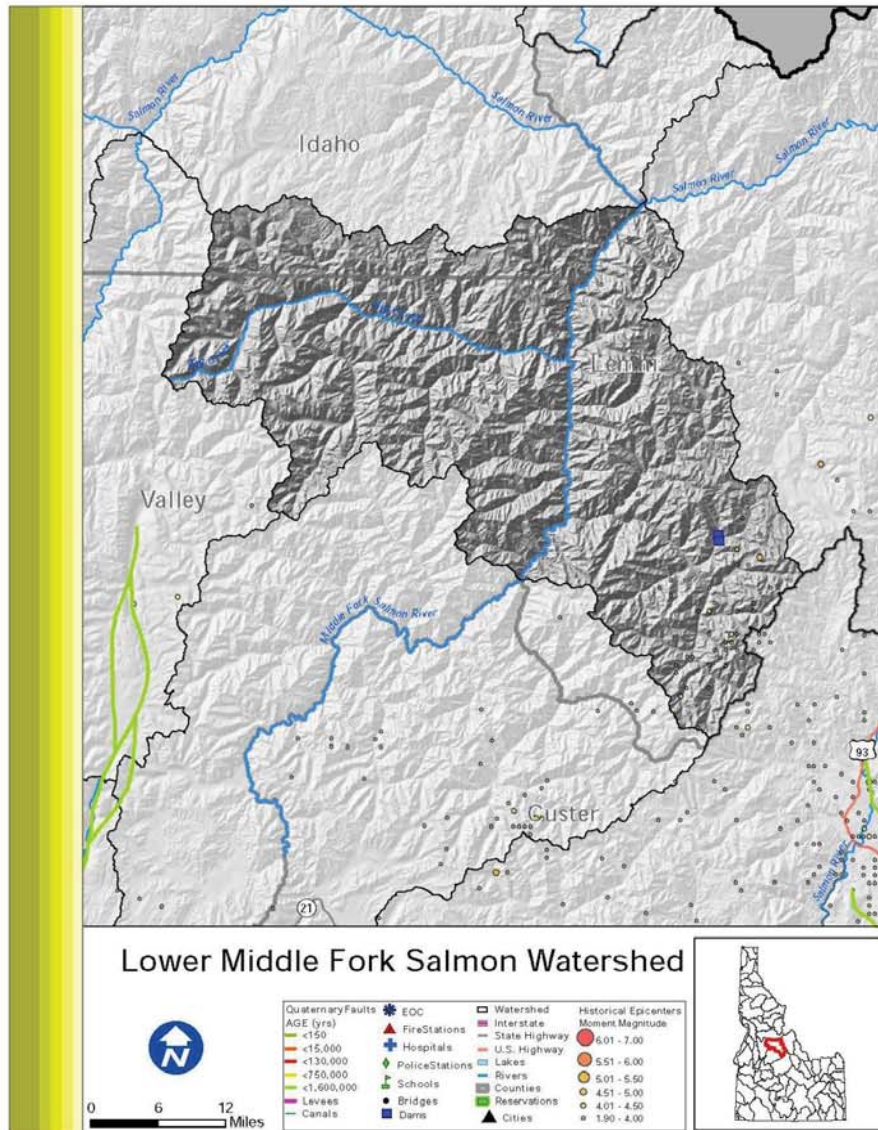 Salmon River
Salmon River
Salmon River
Salmon River
Idaho
Lemhi
Valley
Middle Fork Salmon River
93
Custer
Salmon River
21
Lower Middle Fork Salmon Watershed
N
0 6 12
Miles
Quaternary Faults
AGE (yrs)
<150
<15,000
<130,000
<750,000
<1,600,000
Levees
Canals
EOC
FireStations
Hospitals
PoliceStations
Schools
Bridges
Dams
Watershed
Interstate
State Highway
U.S. Highway
Lakes
Rivers
Counties
Reservations
Cities
Historical Epicenters
Moment Magnitude
6.01 - 7.00
5.51 - 6.00
5.01 - 5.50
4.51 - 5.00
4.01 - 4.50
1.90 - 4.00